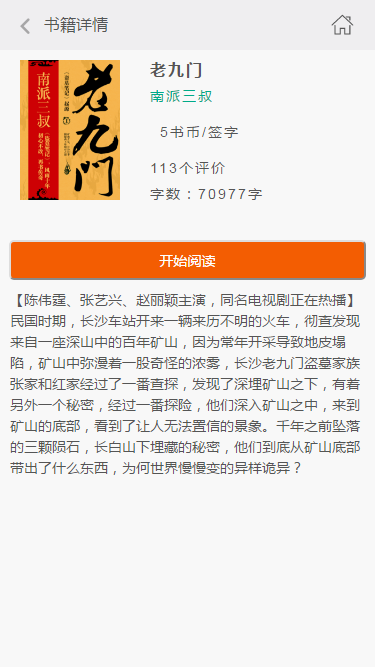 书籍详情
老九门
南派三叔
老九门
南派三叔
5书币/签字
113个评价
字数：70977字
开始阅读
【陈伟霆、张艺兴、赵丽颖主演，同名电视剧正在热播】
民国时期，长沙车站开来一辆来历不明的火车，彻查发现
来自一座深山中的百年矿山，因为常年开采导致地皮塌
陷，矿山中弥漫着一股奇怪的浓雾，长沙老九门盗墓家族
张家和红家经过了一番查探，发现了深埋矿山之下，有着
另外一个秘密，经过一番探险，他们深入矿山之中，来到
矿山的底部，看到了让人无法置信的景象。千年之前坠落
的三颗陨石，长白山下埋藏的秘密，他们到底从矿山底部
带出了什么东西，为何世界慢慢变的异样诡异？